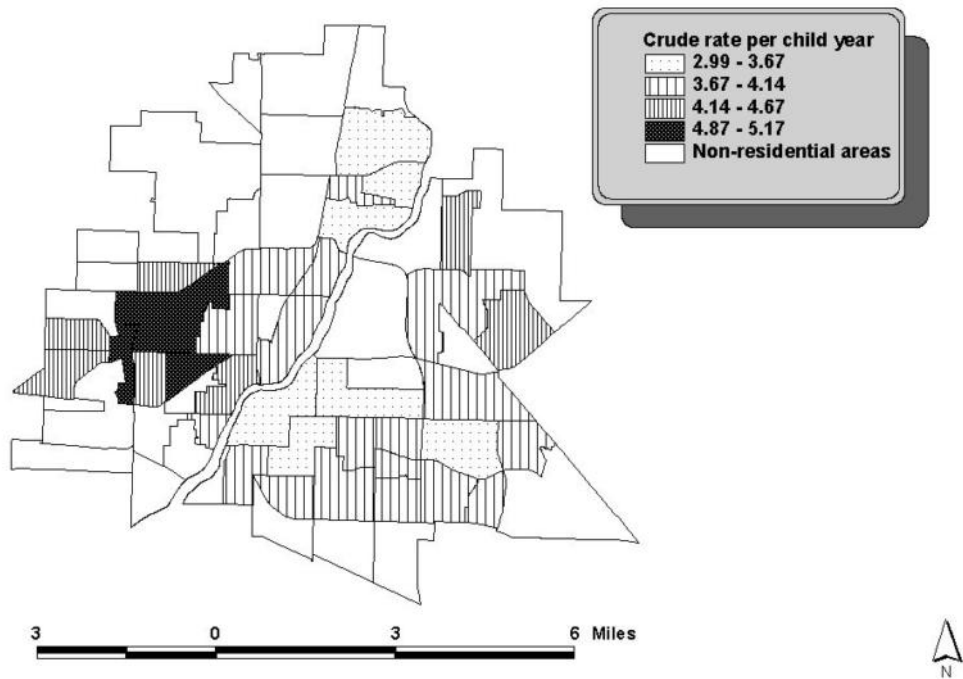 Crude rate per child year
2.99 - 3.67
3.67 - 4.14
4.14 - 4.67
4.87 - 5.17
Non-residential areas
3 0 3 6 Miles
N